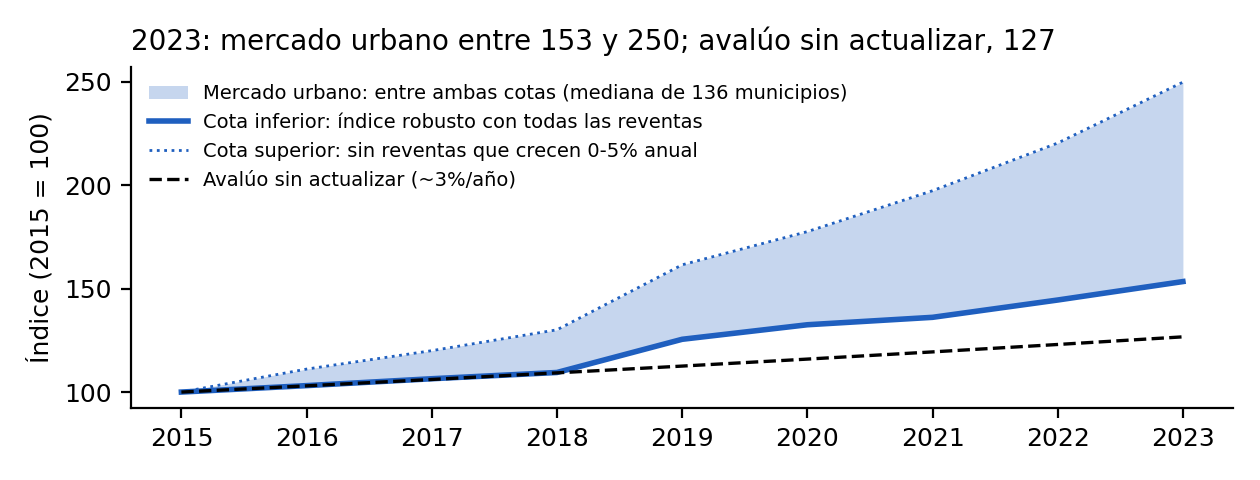 2023: mercado urbano entre 153 y 250; avalúo sin actualizar, 127
Mercado urbano: entre ambas cotas (mediana de 136 municipios)
Cota inferior: índice robusto con todas las reventas
Cota superior: sin reventas que crecen 0-5% anual
Avalúo sin actualizar (~3%/año)
Índice (2015 = 100)
250
200
150
100
2015 2016 2017 2018 2019 2020 2021 2022 2023